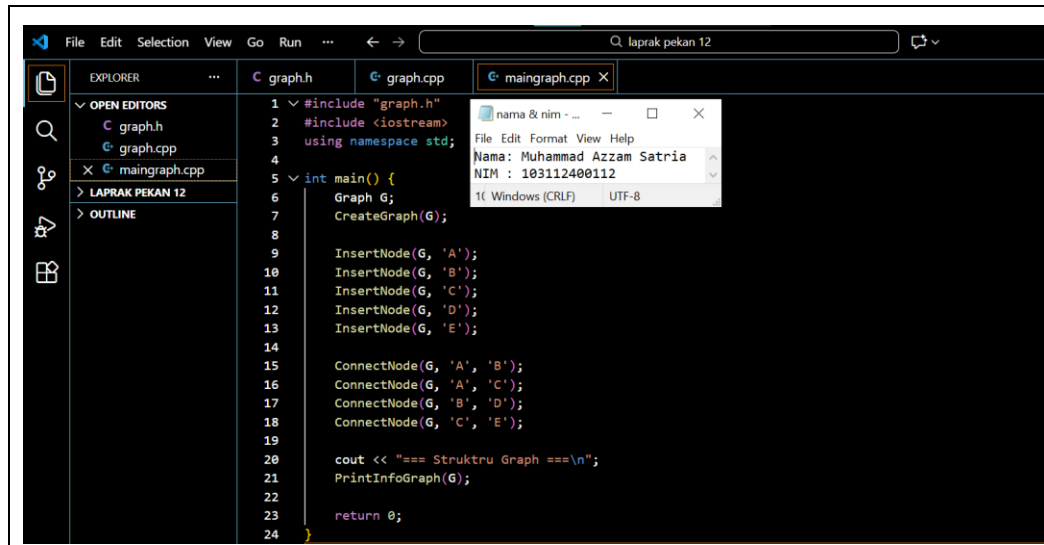 File Edit Selection View Go Run ... laprak pekan 12
EXPLORER ...
OPEN EDITORS
graph.h
graph.cpp
maingraph.cpp
LAPRAK PEKAN 12
OUTLINE
graph.h graph.cpp maingraph.cpp
1 #include "graph.h"
2 #include <iostream>
3 using namespace std;
4
5 int main() {
6 Graph G;
7 CreateGraph(G);
8
9 InsertNode(G, 'A');
10 InsertNode(G, 'B');
11 InsertNode(G, 'C');
12 InsertNode(G, 'D');
13 InsertNode(G, 'E');
14
15 ConnectNode(G, 'A', 'B');
16 ConnectNode(G, 'A', 'C');
17 ConnectNode(G, 'B', 'D');
18 ConnectNode(G, 'C', 'E');
19
20 cout << "=== Struktru Graph ===\n";
21 PrintInfoGraph(G);
22
23 return 0;
24 }
nama & nim - ...
File Edit Format View Help
Nama: Muhammad Azzam Satria
NIM : 103112400112
Windows (CRLF) UTF-8